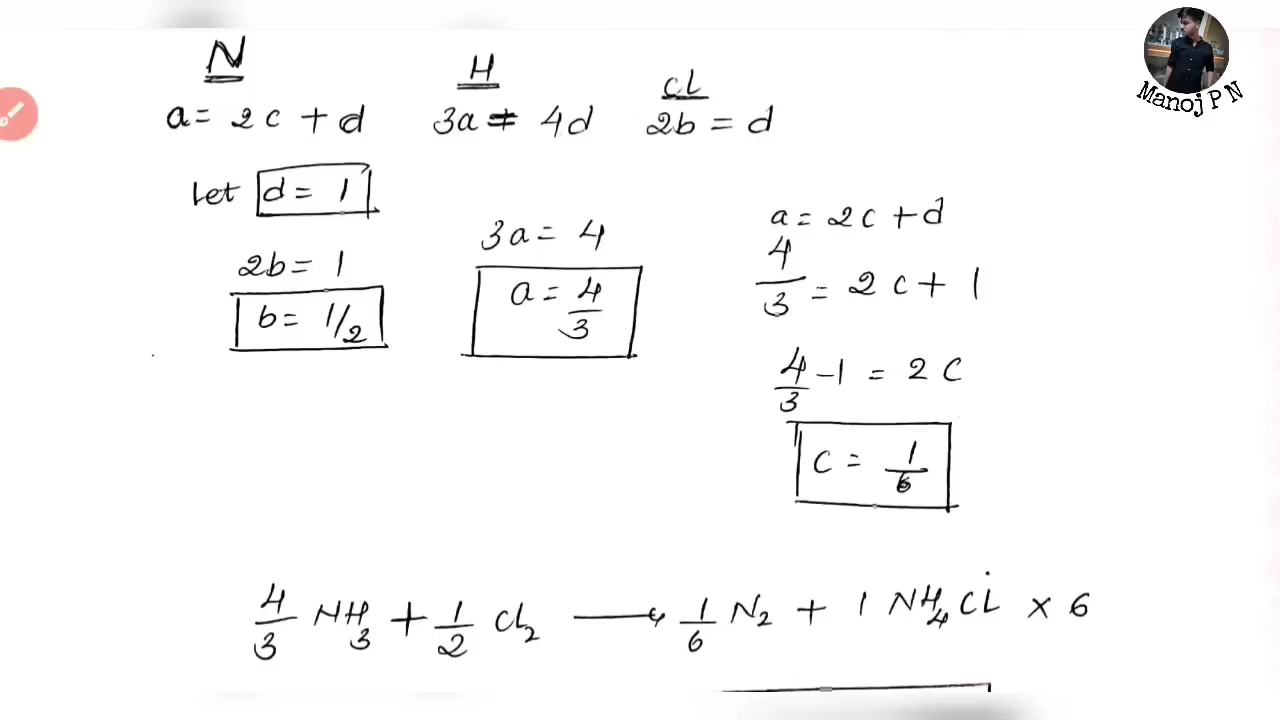 N
H
CL
a = 2c + d
3a = 4d
2b = d
Let d = 1
2b = 1
b = 1/2
3a = 4
a = 4/3
a = 2c + d
4/3 = 2c + 1
4/3 - 1 = 2c
c = 1/6
4/3 NH3 + 1/2 Cl2 → 1/6 N2 + 1 NH4Cl × 6
Manoj P N